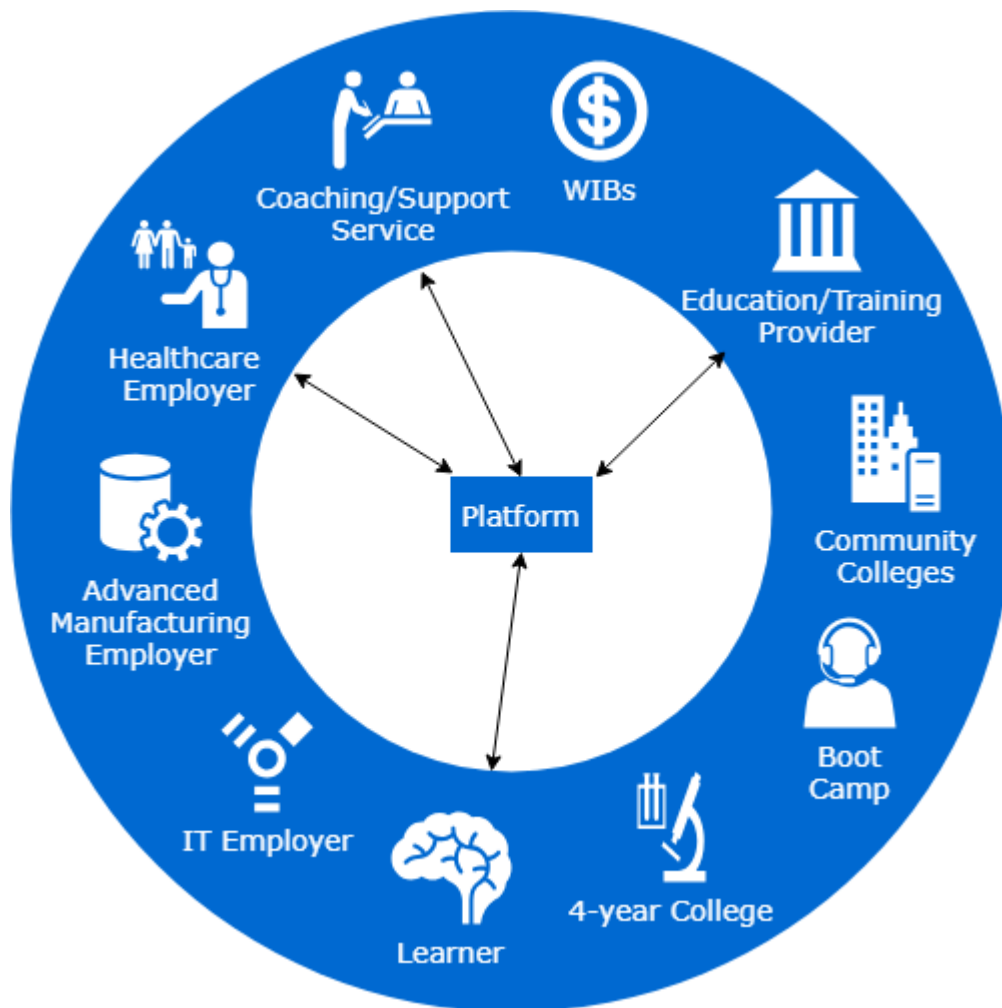 Coaching/Support
Service
WIBs
Education/Training
Provider
Healthcare
Employer
Platform
Community
Colleges
Advanced
Manufacturing
Employer
Boot
Camp
IT Employer
4-year College
Learner